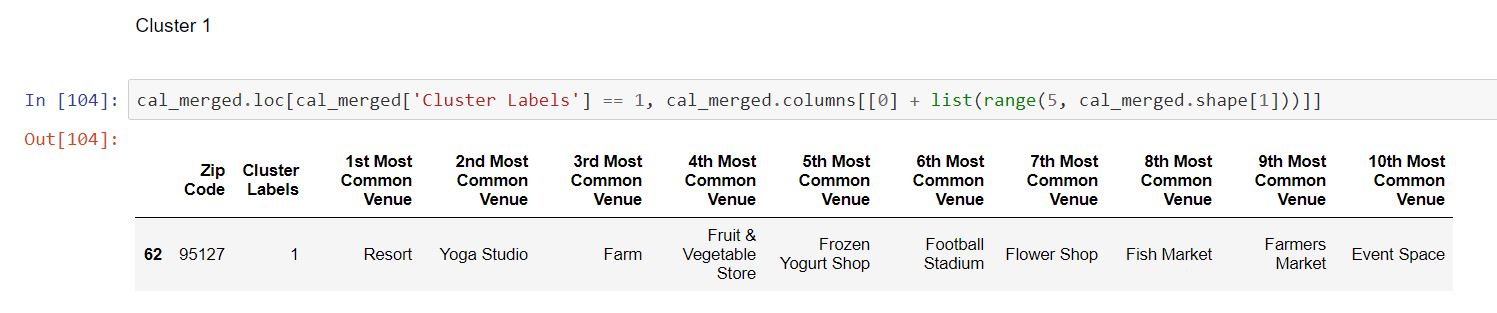 Cluster 1
In [104]: cal_merged.loc[cal_merged['Cluster Labels'] == 1, cal_merged.columns[[0] + list(range(5, cal_merged.shape[1]))]]
Out[104]:
Zip Code Cluster Labels 1st Most Common Venue 2nd Most Common Venue 3rd Most Common Venue 4th Most Common Venue 5th Most Common Venue 6th Most Common Venue 7th Most Common Venue 8th Most Common Venue 9th Most Common Venue 10th Most Common Venue
62 95127 1 Resort Yoga Studio Farm Fruit & Vegetable Store Frozen Yogurt Shop Football Stadium Flower Shop Fish Market Farmers Market Event Space